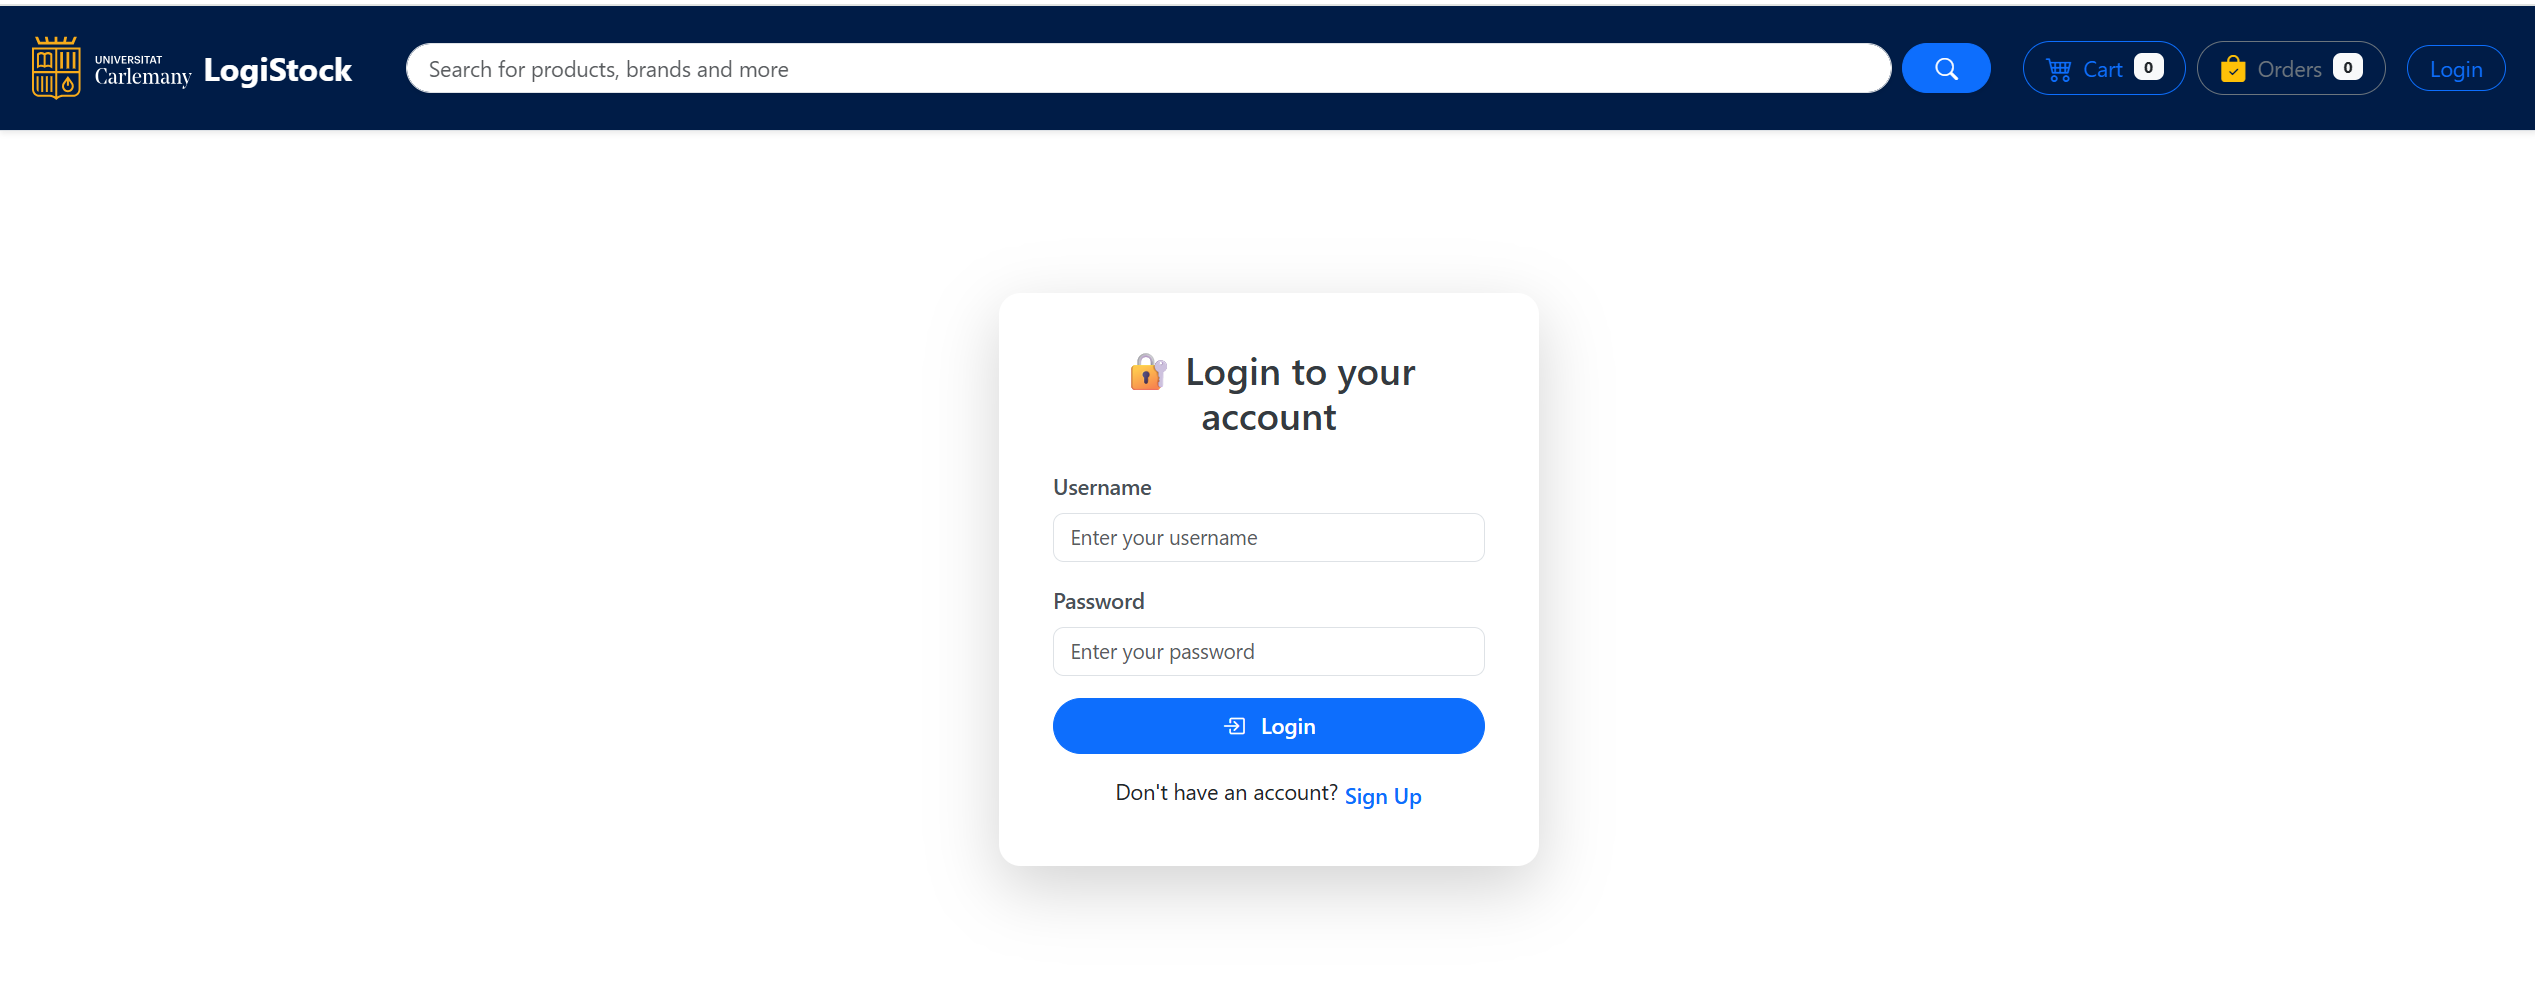 UNIVERSITAT
Carlemany
LogiStock
Search for products, brands and more
Cart 0
Orders 0
Login
Login to your
account
Username
Enter your username
Password
Enter your password
Login
Don't have an account? Sign Up